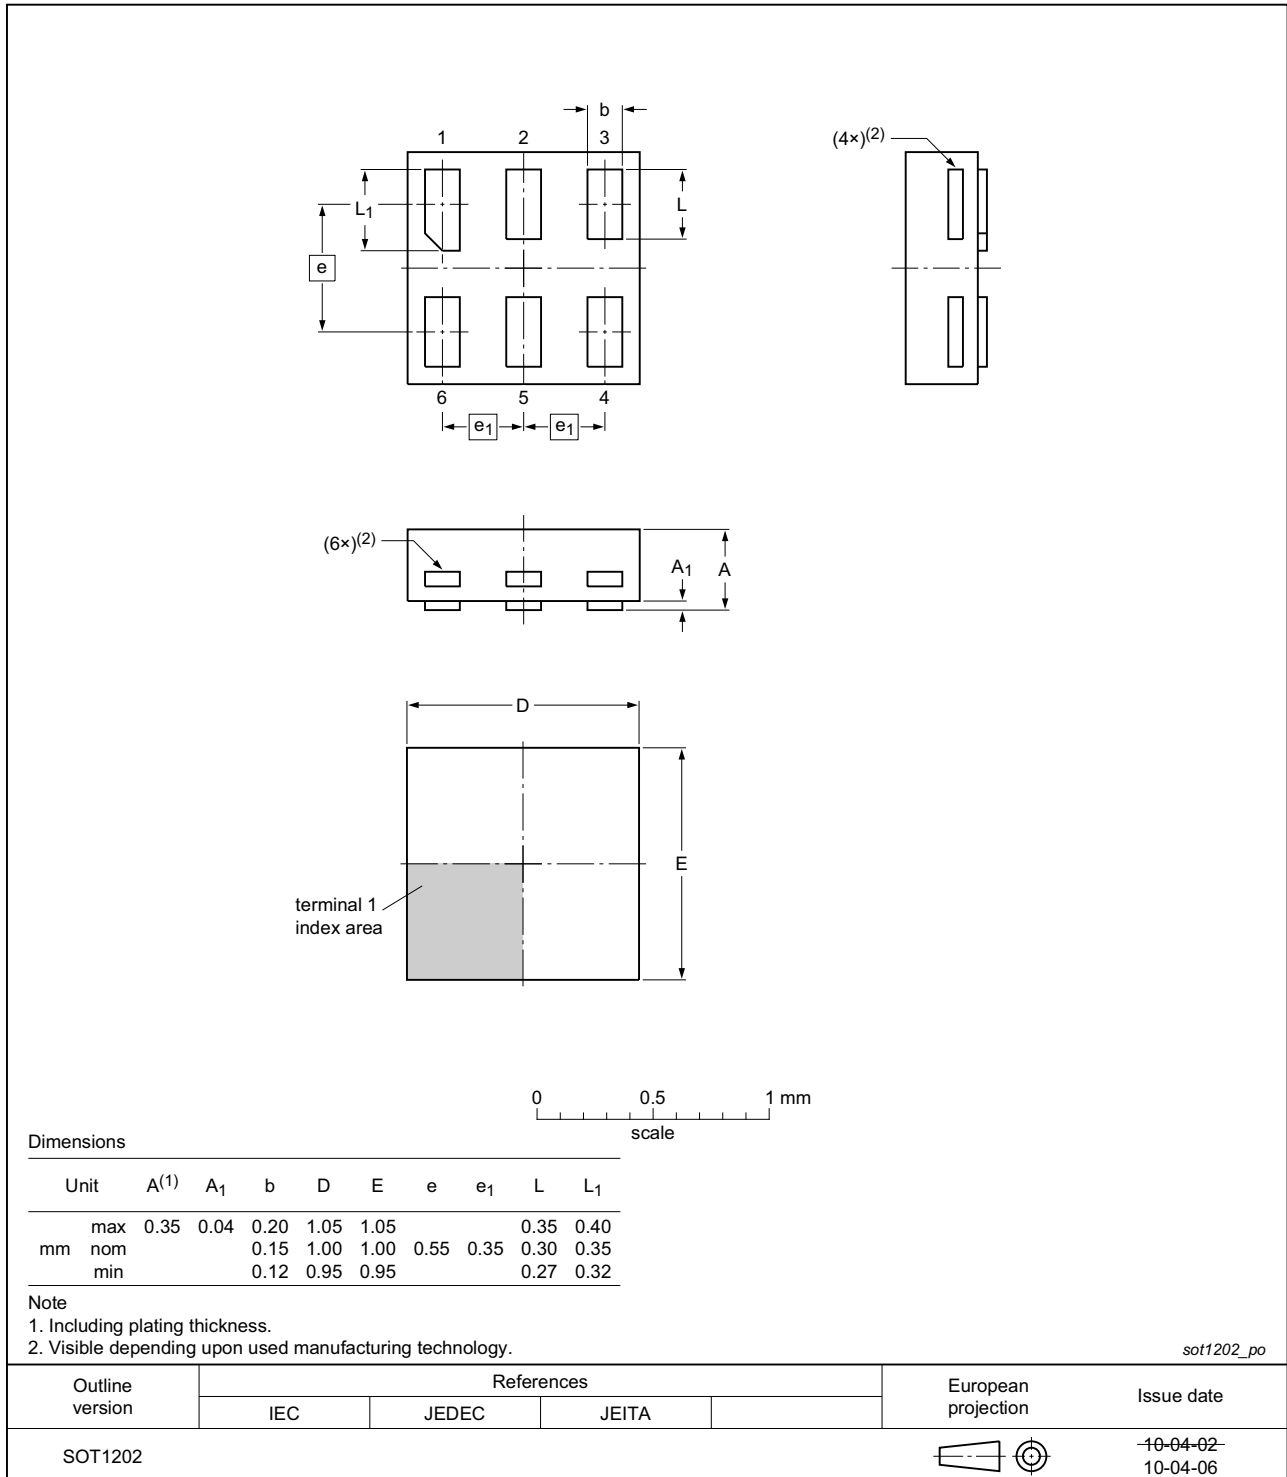 b
1 2 3
(4×)(2)
L1
L
e
6 5 4
e1 e1
(6×)(2)
A1 A
D
E
terminal 1
index area
0 0.5 1 mm
scale
Dimensions
Unit A(1) A1 b D E e e1 L L1
max 0.35 0.04 0.20 1.05 1.05 0.35 0.40
mm nom 0.15 1.00 1.00 0.55 0.35 0.30 0.35
min 0.12 0.95 0.95 0.27 0.32
Note
1. Including plating thickness.
2. Visible depending upon used manufacturing technology.
sot1202_po
Outline
version
References
IEC JEDEC JEITA
European
projection
Issue date
SOT1202
10-04-02
10-04-06